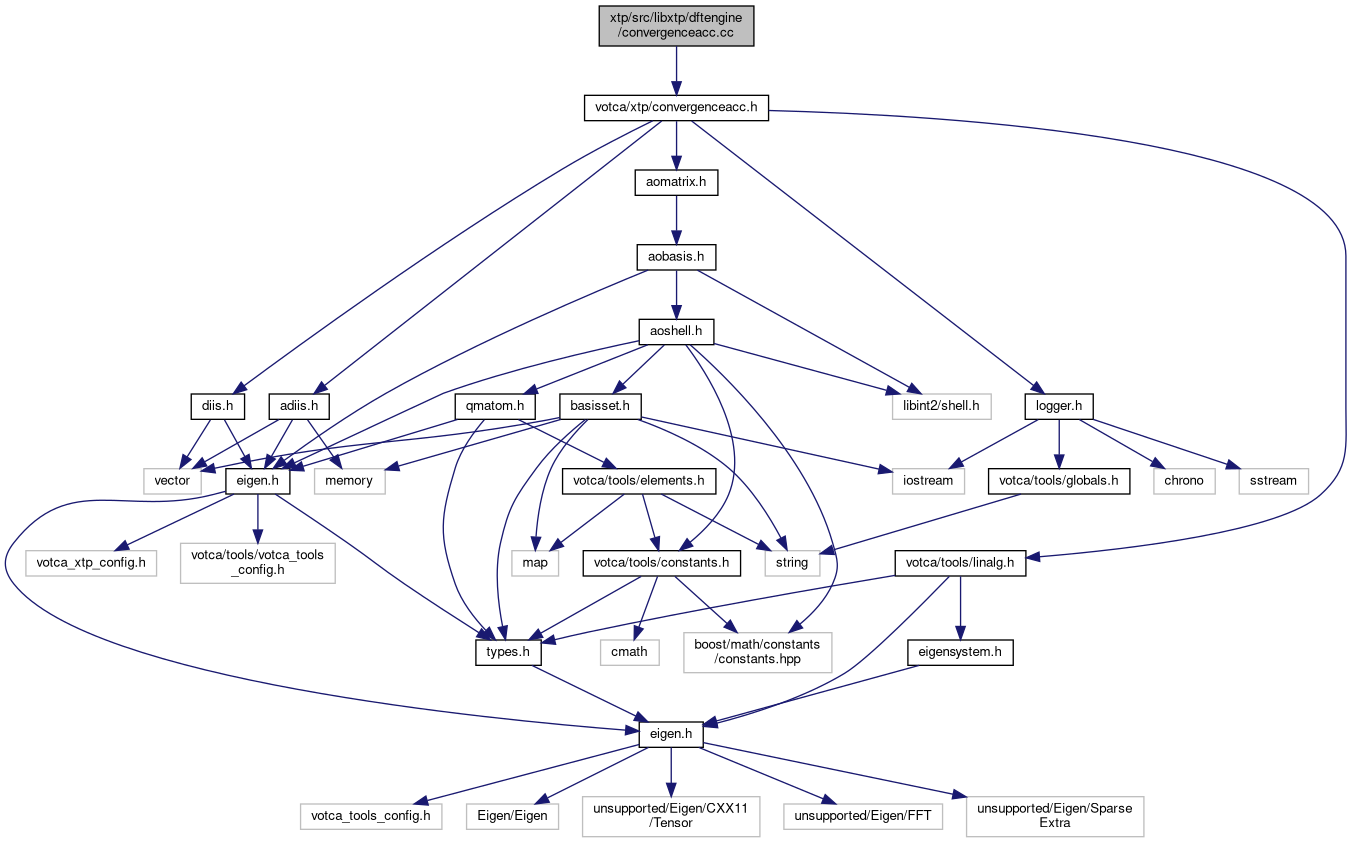 xtp/src/libxtp/dftengine
/convergenceacc.cc
votca/xtp/convergenceacc.h
aomatrix.h
aobasis.h
aoshell.h
diis.h
adiis.h
qmatom.h
basisset.h
libint2/shell.h
logger.h
vector
eigen.h
memory
votca/tools/elements.h
iostream
votca/tools/globals.h
chrono
sstream
votca_xtp_config.h
votca/tools/votca_tools
_config.h
map
votca/tools/constants.h
string
votca/tools/linalg.h
types.h
cmath
boost/math/constants
/constants.hpp
eigensystem.h
eigen.h
votca_tools_config.h
Eigen/Eigen
unsupported/Eigen/CXX11
/Tensor
unsupported/Eigen/FFT
unsupported/Eigen/Sparse
Extra